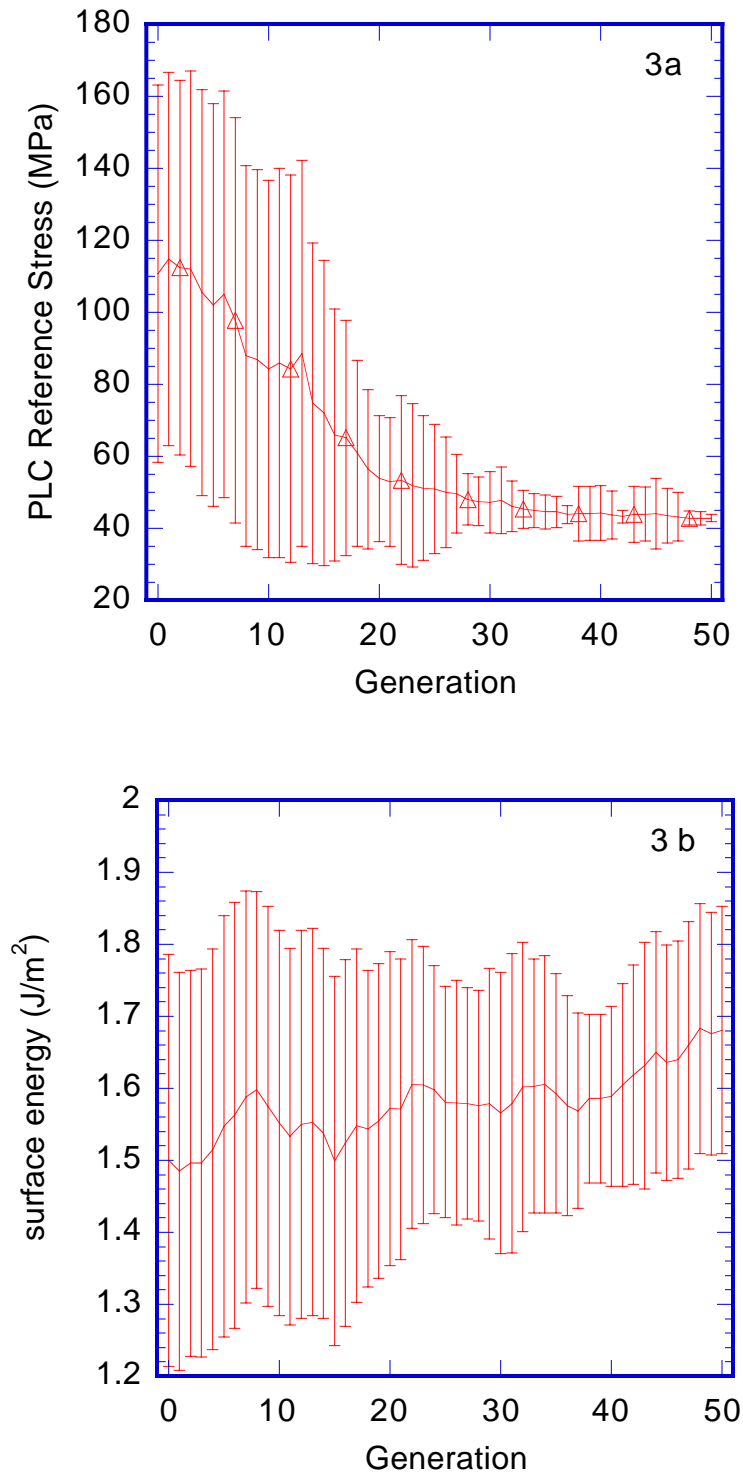 180
3a
160
140
120
100
80
60
40
20
PLC Reference Stress (MPa)
0 10 20 30 40 50
Generation
2
3 b
1.9
1.8
1.7
1.6
1.5
1.4
1.3
1.2
surface energy (J/m²)
0 10 20 30 40 50
Generation